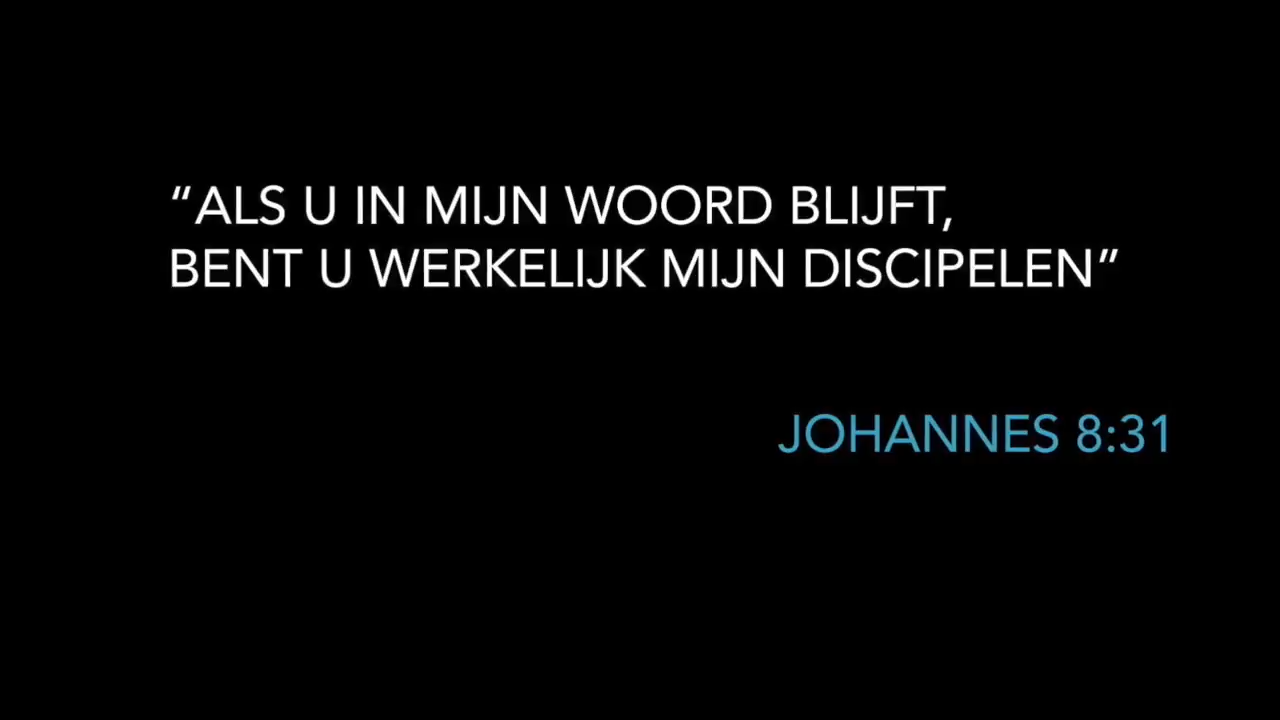 “ALS U IN MIJN WOORD BLIJFT,
BENT U WERKELIJK MIJN DISCIPELEN”
JOHANNES 8:31